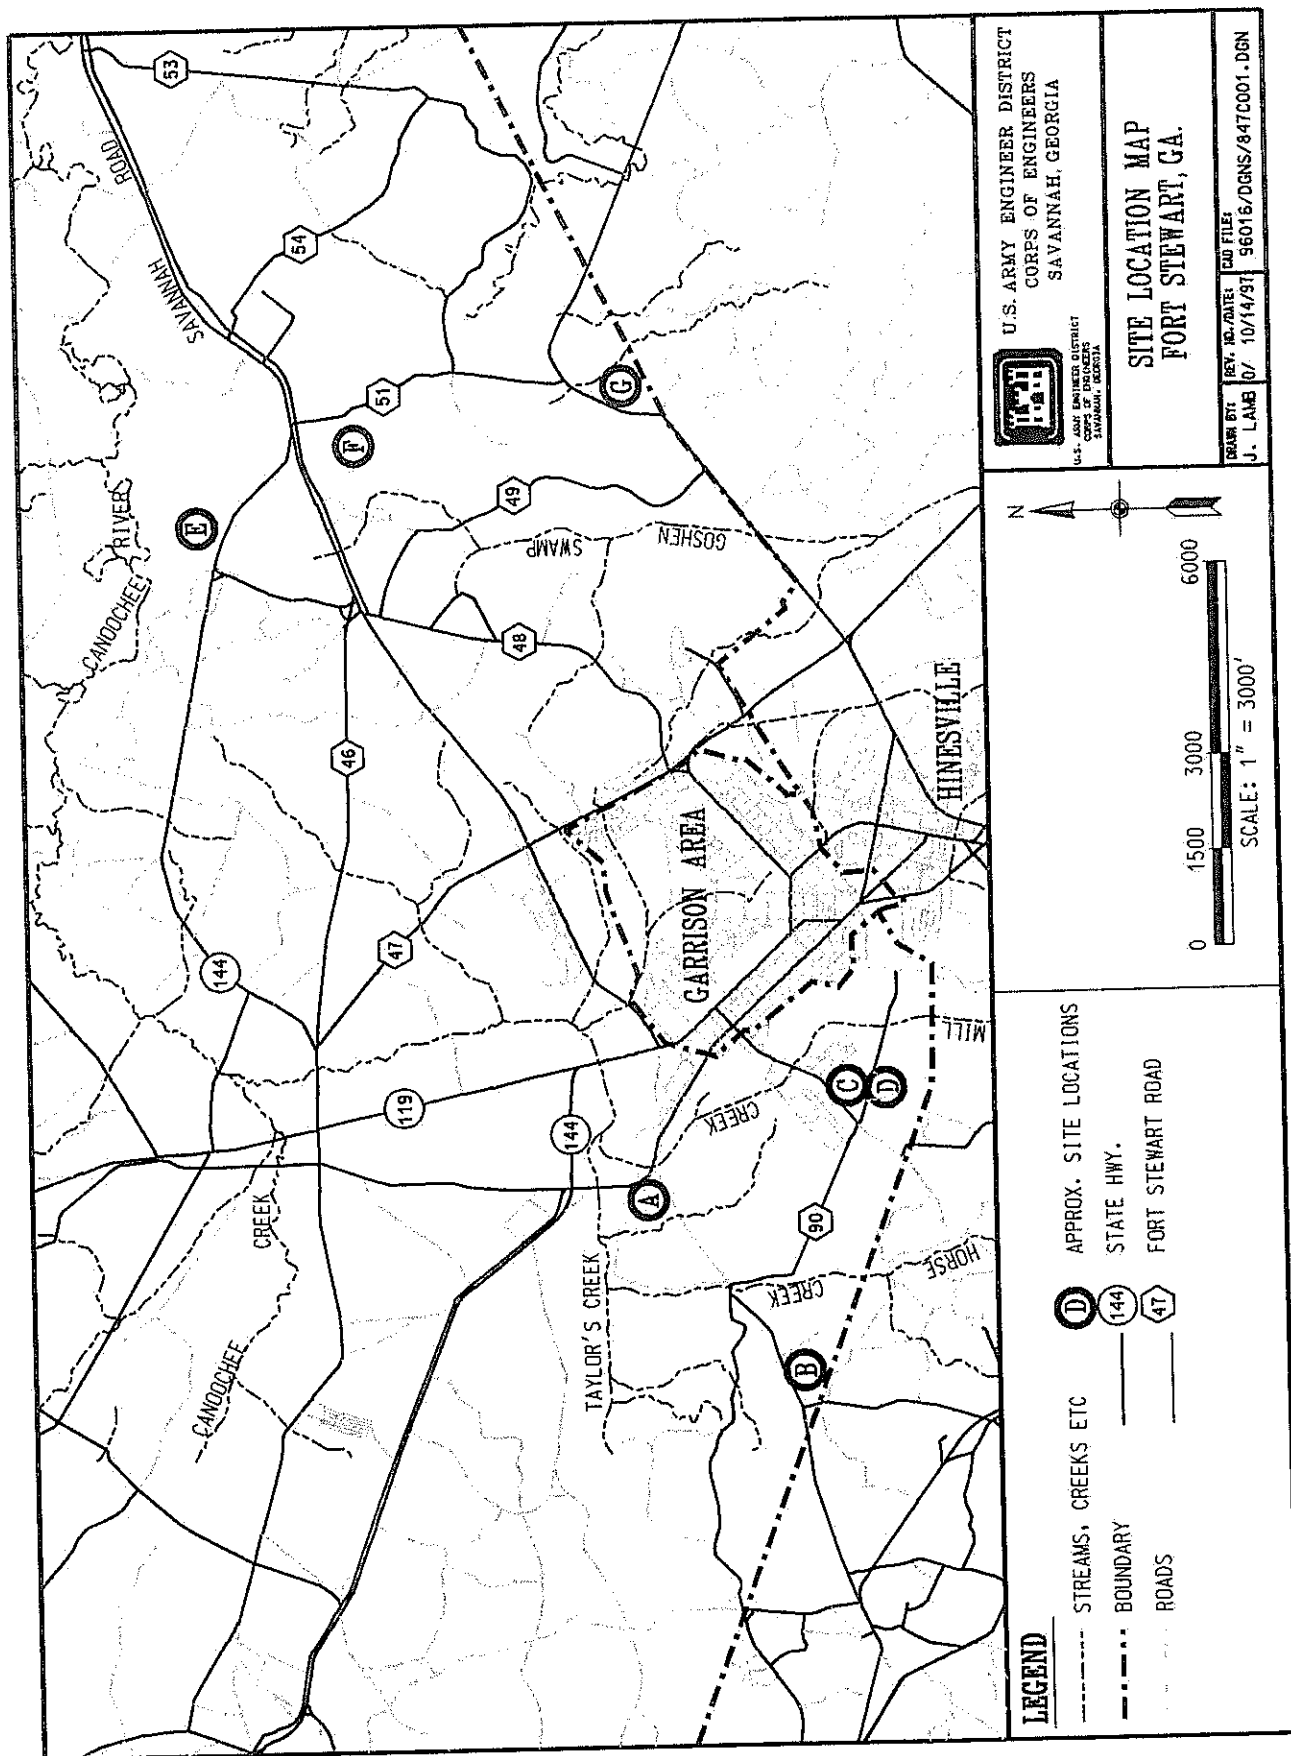 53
SAVANNAH
ROAD
54
CANOOCHEE
RIVER
E
51
F
49
SWAMP
GOSHEN
48
46
G
144
47
119
CANOOCHEE
CREEK
144
TAYLOR'S CREEK
A
CREEK
MILL
GARRISON AREA
HINESVILLE
C
D
90
CREEK
HORSE
B
LEGEND
STREAMS, CREEKS ETC
BOUNDARY
ROADS
D APPROX. SITE LOCATIONS
144 STATE HWY.
47 FORT STEWART ROAD
N
0 1500 3000 6000
SCALE: 1" = 3000'
U.S. ARMY ENGINEER DISTRICT
CORPS OF ENGINEERS
SAVANNAH, GEORGIA
U.S. ARMY ENGINEER DISTRICT
CORPS OF ENGINEERS
SAVANNAH, GEORGIA
SITE LOCATION MAP
FORT STEWART, GA.
DRAWN BY:
J. LAMB
REV. NO./DATE:
0/ 10/14/97
CAD FILE:
96016/DGNS/847C001.DGN